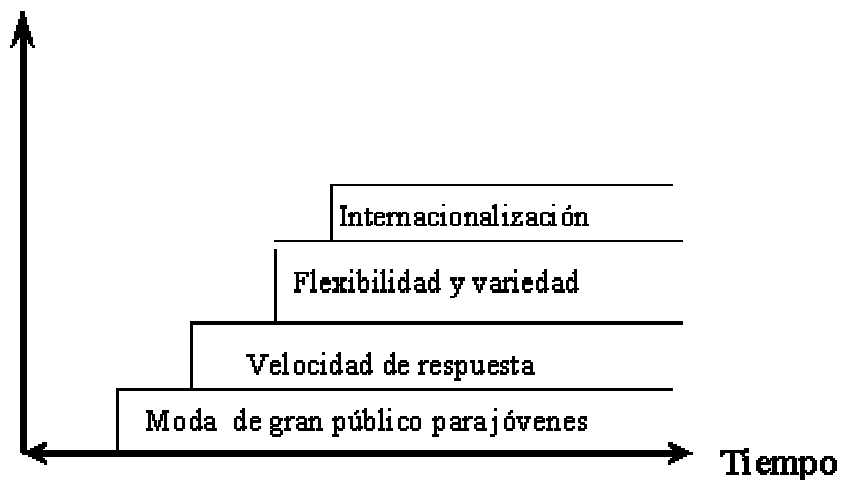 Internacionalización
Flexibilidad y variedad
Velocidad de respuesta
Moda de gran público para jóvenes
Tiempo